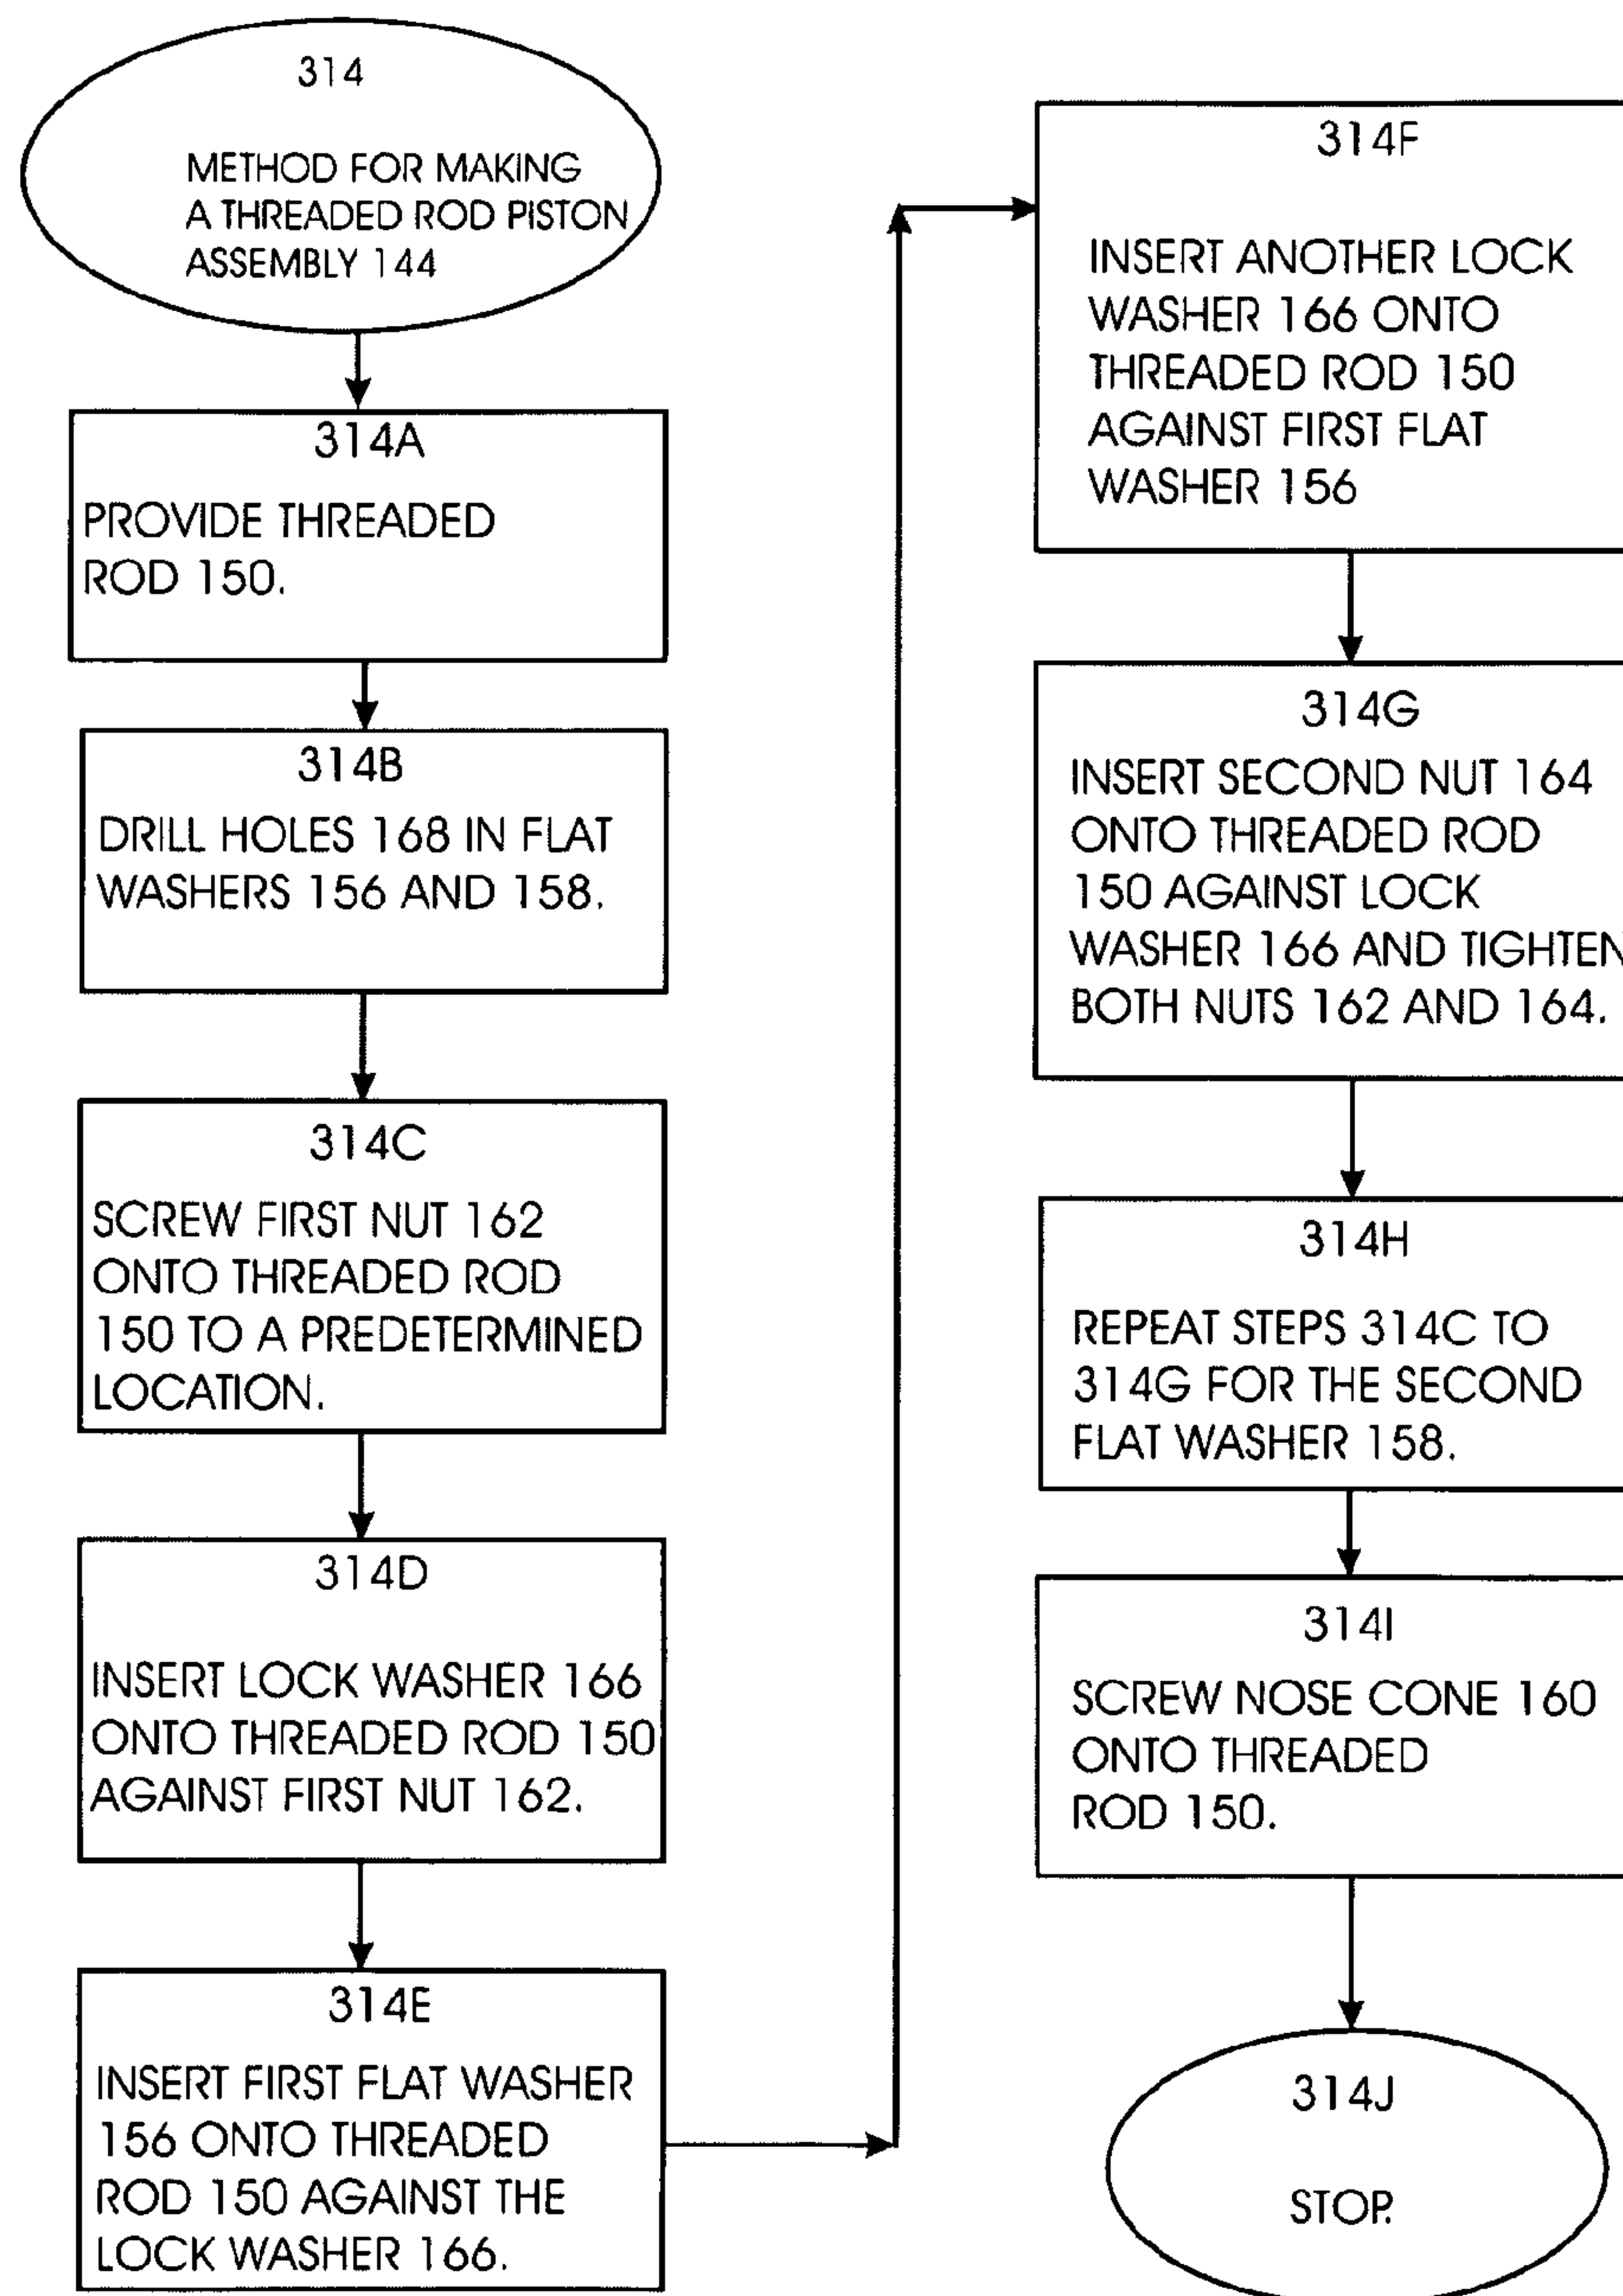 314
METHOD FOR MAKING
A THREADED ROD PISTON
ASSEMBLY 144
314A
PROVIDE THREADED
ROD 150.
314B
DRILL HOLES 168 IN FLAT
WASHERS 156 AND 158.
314C
SCREW FIRST NUT 162
ONTO THREADED ROD
150 TO A PREDETERMINED
LOCATION.
314D
INSERT LOCK WASHER 166
ONTO THREADED ROD 150
AGAINST FIRST NUT 162.
314E
INSERT FIRST FLAT WASHER
156 ONTO THREADED
ROD 150 AGAINST THE
LOCK WASHER 166.
314F
INSERT ANOTHER LOCK
WASHER 166 ONTO
THREADED ROD 150
AGAINST FIRST FLAT
WASHER 156
314G
INSERT SECOND NUT 164
ONTO THREADED ROD
150 AGAINST LOCK
WASHER 166 AND TIGHTEN
BOTH NUTS 162 AND 164.
314H
REPEAT STEPS 314C TO
314G FOR THE SECOND
FLAT WASHER 158.
314I
SCREW NOSE CONE 160
ONTO THREADED
ROD 150.
314J
STOP.